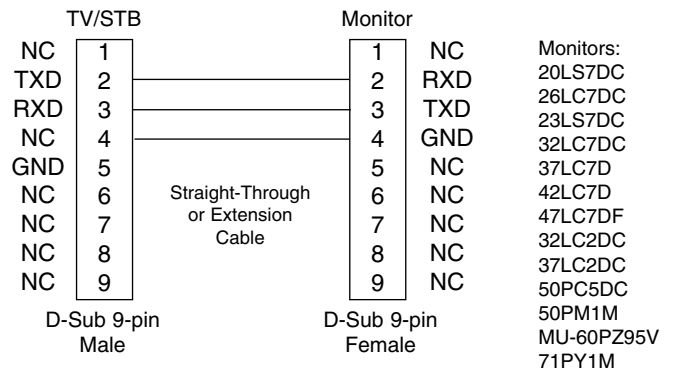 TV/STB Monitor
NC 1 1 NC Monitors:
TXD 2 2 RXD 20LS7DC
RXD 3 3 TXD 26LC7DC
NC 4 4 GND 23LS7DC
GND 5 5 NC 32LC7DC
NC 6 6 NC 37LC7D
NC 7 7 NC 42LC7D
NC 8 8 NC 47LC7DF
NC 9 9 NC 32LC2DC
Straight-Through
or Extension
Cable
37LC2DC
50PC5DC
50PM1M
MU-60PZ95V
71PY1M
D-Sub 9-pin
Male
D-Sub 9-pin
Female